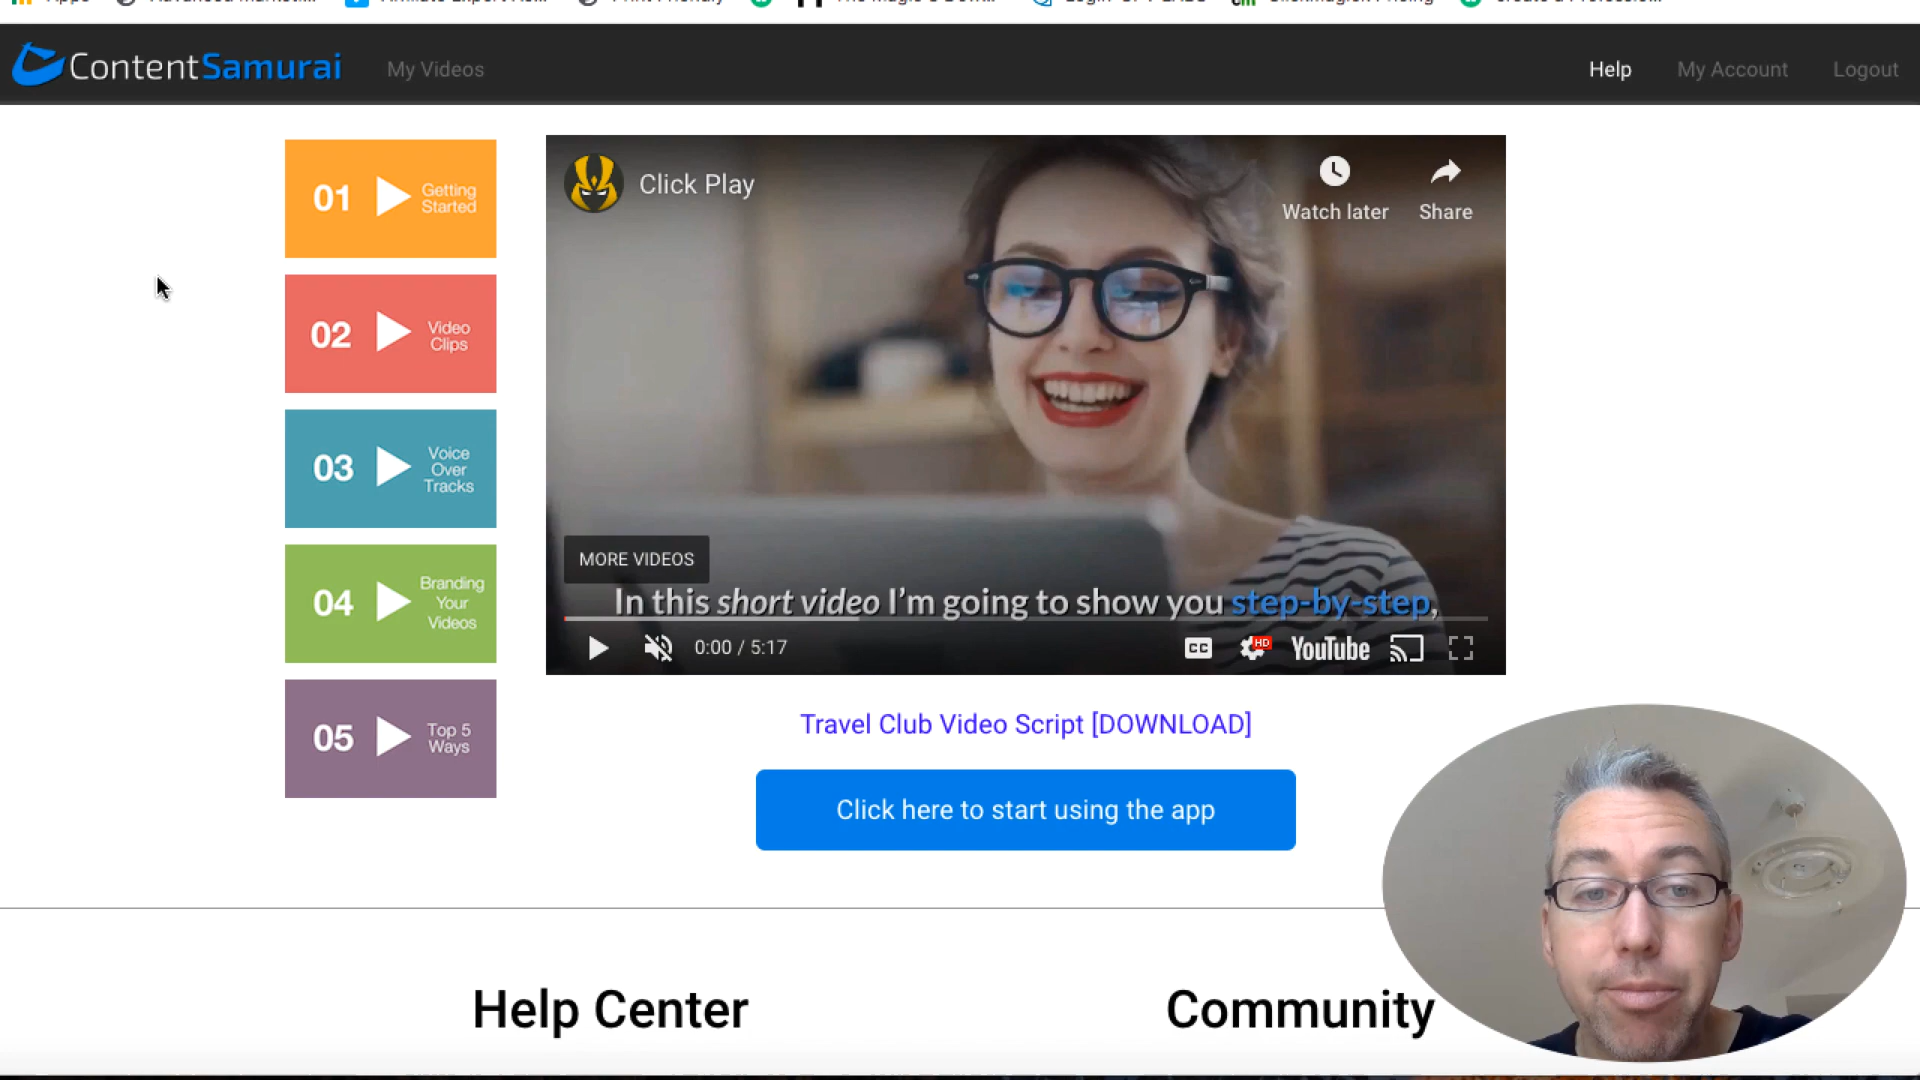 ContentSamurai My Videos Help My Account Logout
01 Getting Started
02 Video Clips
03 Voice Over Tracks
04 Branding Your Videos
05 Top 5 Ways
Click Play
Watch later
Share
MORE VIDEOS
In this short video I'm going to show you step-by-step,
0:00 / 5:17
CC
HD
YouTube
Travel Club Video Script [DOWNLOAD]
Click here to start using the app
Help Center
Community